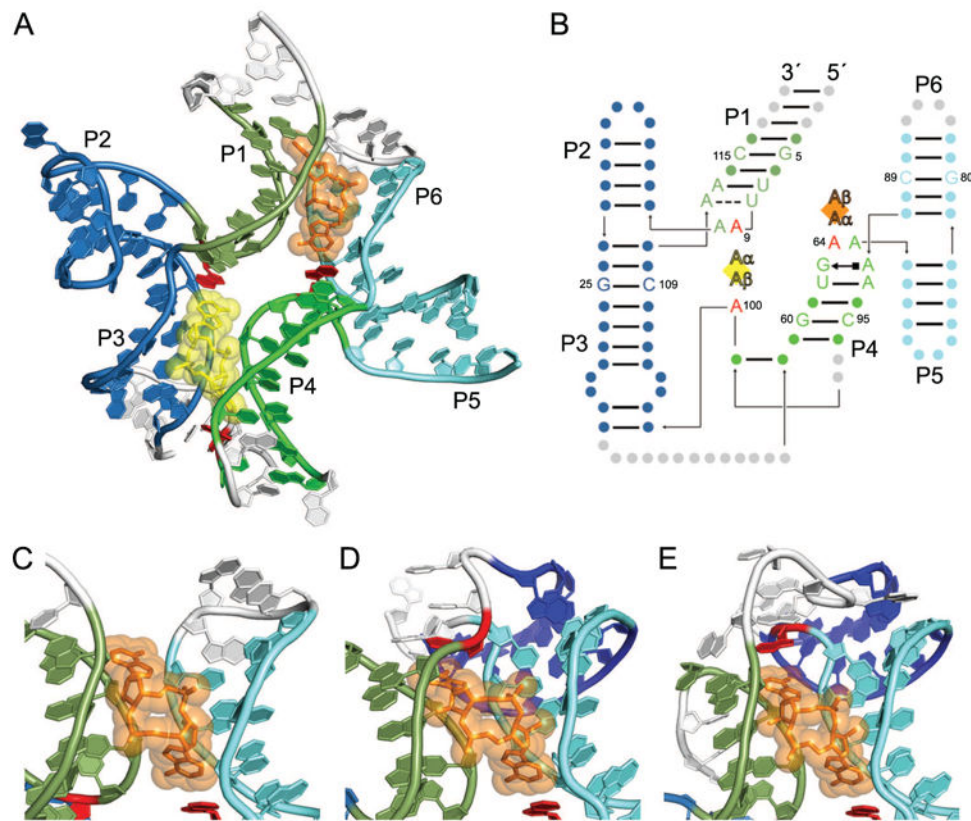 A
P2
P1
P6
P3
P4
P5
B
3´ 5´
P6
P1
P2
115 C G 5
A U
A U
A A
9
Aβ
Aα
89 C G 80
64 A A
Aα
Aβ
G A
U A
25 G C 109
A 100
60 G C 95
P3
P4
P5
C
D
E